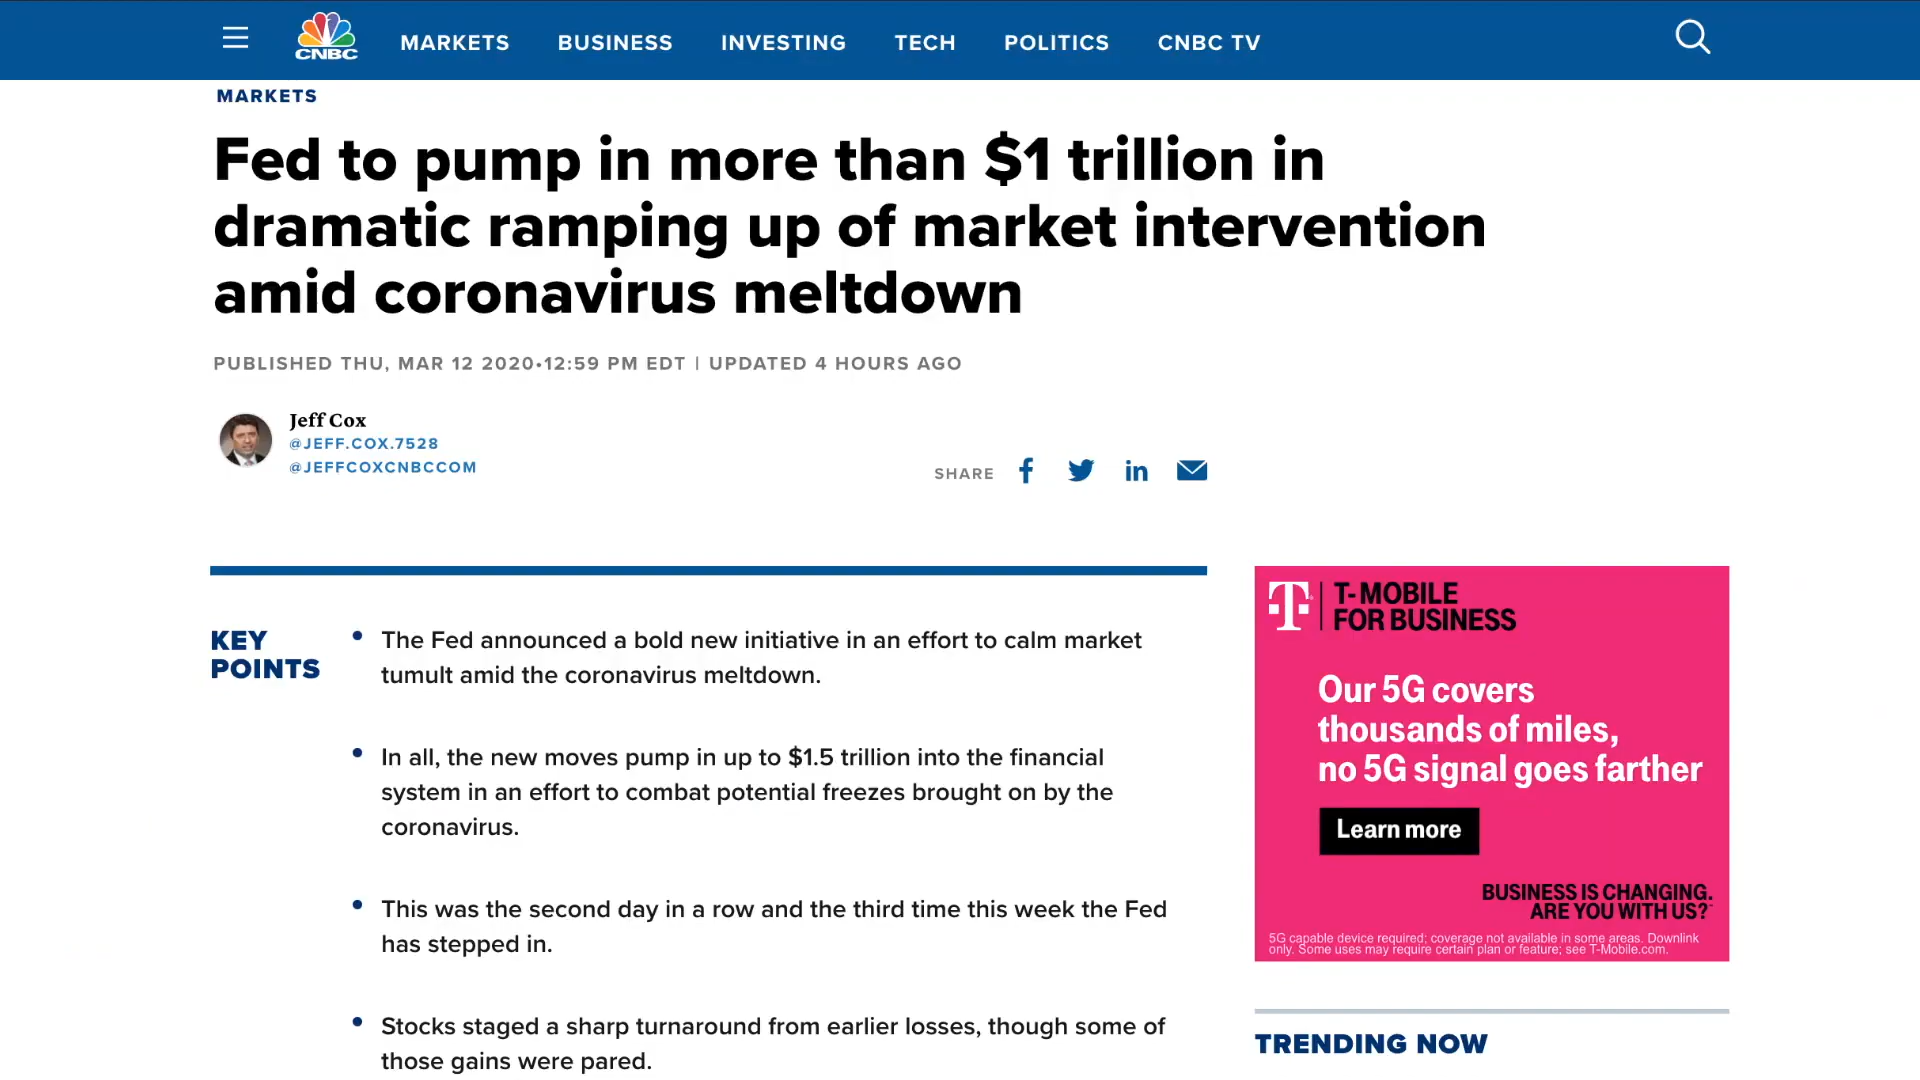 CNBC
MARKETS
BUSINESS
INVESTING
TECH
POLITICS
CNBC TV
MARKETS
Fed to pump in more than $1 trillion in
dramatic ramping up of market intervention
amid coronavirus meltdown
PUBLISHED THU, MAR 12 2020•12:59 PM EDT | UPDATED 4 HOURS AGO
Jeff Cox
@JEFF.COX.7528
@JEFFCOXCNBCCOM
SHARE
KEY
POINTS
• The Fed announced a bold new initiative in an effort to calm market
tumult amid the coronavirus meltdown.
• In all, the new moves pump in up to $1.5 trillion into the financial
system in an effort to combat potential freezes brought on by the
coronavirus.
• This was the second day in a row and the third time this week the Fed
has stepped in.
• Stocks staged a sharp turnaround from earlier losses, though some of
those gains were pared.
T-MOBILE
FOR BUSINESS
Our 5G covers
thousands of miles,
no 5G signal goes farther
Learn more
BUSINESS IS CHANGING.
ARE YOU WITH US?
5G capable device required; coverage not available in some areas. Downlink
only. Some uses may require certain plan or feature; see T-Mobile.com.
TRENDING NOW